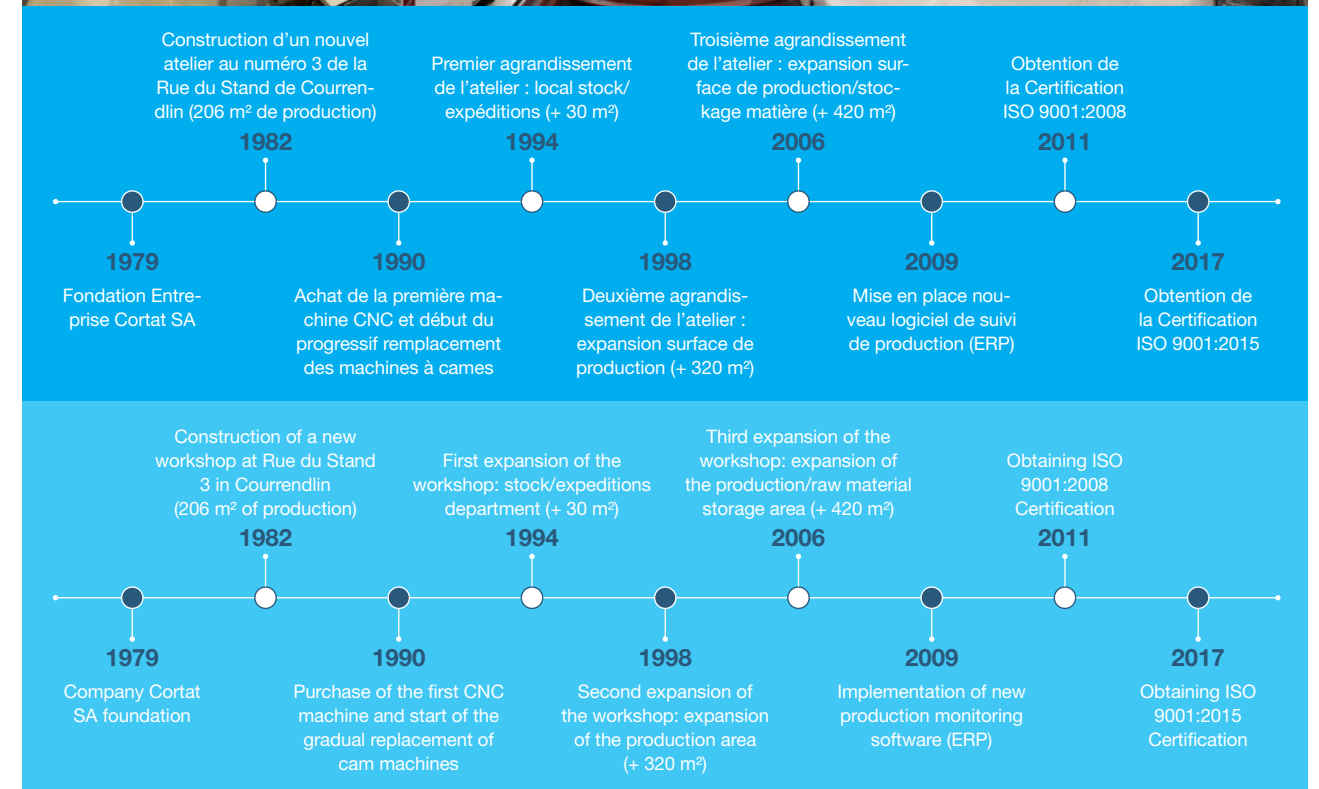 Construction d’un nouvel
atelier au numéro 3 de la
Rue du Stand de Courren-
dlin (206 m² de production)
1982
Premier agrandissement
de l’atelier : local stock/
expéditions (+ 30 m²)
1994
Troisième agrandissement
de l’atelier : expansion sur-
face de production/stoc-
kage matière (+ 420 m²)
2006
Obtention de
la Certification
ISO 9001:2008
2011
1979
Fondation Entre-
prise Cortat SA
1990
Achat de la première ma-
chine CNC et début du
progressif remplacement
des machines à cames
1998
Deuxième agrandis-
sement de l’atelier :
expansion surface de
production (+ 320 m²)
2009
Mise en place nou-
veau logiciel de suivi
de production (ERP)
2017
Obtention de
la Certification
ISO 9001:2015
Construction of a new
workshop at Rue du Stand
3 in Courrendlin
(206 m² of production)
1982
First expansion of the
workshop: stock/expeditions
department (+ 30 m²)
1994
Third expansion of the
workshop: expansion of
the production/raw material
storage area (+ 420 m²)
2006
Obtaining ISO
9001:2008
Certification
2011
1979
Company Cortat
SA foundation
1990
Purchase of the first CNC
machine and start of the
gradual replacement of
cam machines
1998
Second expansion of
the workshop: expansion
of the production area
(+ 320 m²)
2009
Implementation of new
production monitoring
software (ERP)
2017
Obtaining ISO
9001:2015
Certification